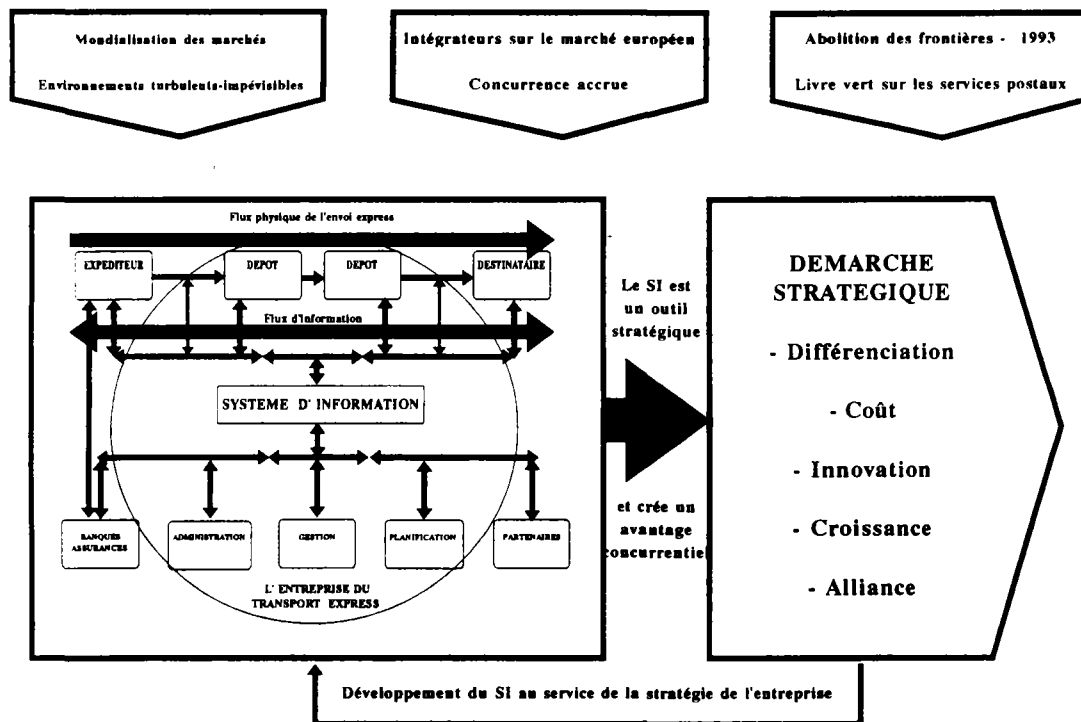 Mondialisation des marchés
Environnements turbulents-impévisibles
Intégrateurs sur le marché européen
Concurrence accrue
Abolition des frontières - 1993
Livre vert sur les services postaux
Flux physique de l'envoi express
EXPEDITEUR
DEPOT
DEPOT
DESTINATAIRE
Flux d'information
SYSTEME D'INFORMATION
BANQUES
ASSURANCES
ADMINISTRATION
GESTION
PLANIFICATION
PARTENAIRES
L'ENTREPRISE DU
TRANSPORT EXPRESS
Le SI est
un outil
stratégique
et crée un
avantage
concurrentiel
DEMARCHE
STRATEGIQUE
- Différenciation
- Coût
- Innovation
- Croissance
- Alliance
Développement du SI au service de la stratégie de l'entreprise